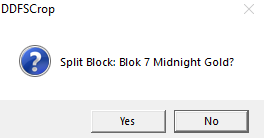 DDFSCrop
Split Block: Blok 7 Midnight Gold?
Yes
No